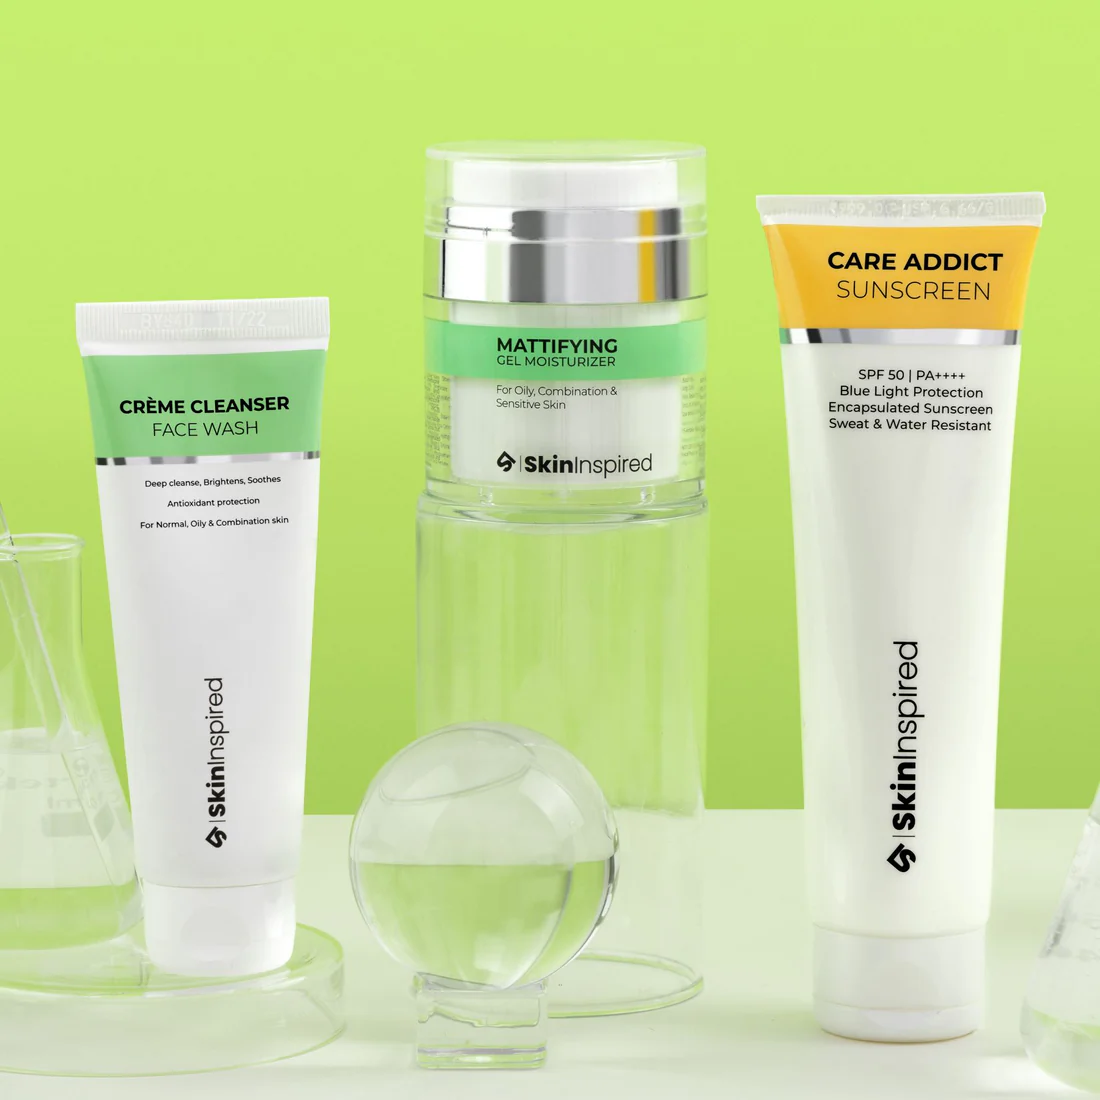 CRÈME CLEANSER
FACE WASH
Deep cleanse, Brightens, Soothes
Antioxidant protection
For Normal, Oily & Combination skin
SkinInspired
MATTIFYING
GEL MOISTURIZER
For Oily, Combination &
Sensitive Skin
SkinInspired
CARE ADDICT
SUNSCREEN
SPF 50 | PA++++
Blue Light Protection
Encapsulated Sunscreen
Sweat & Water Resistant
SkinInspired